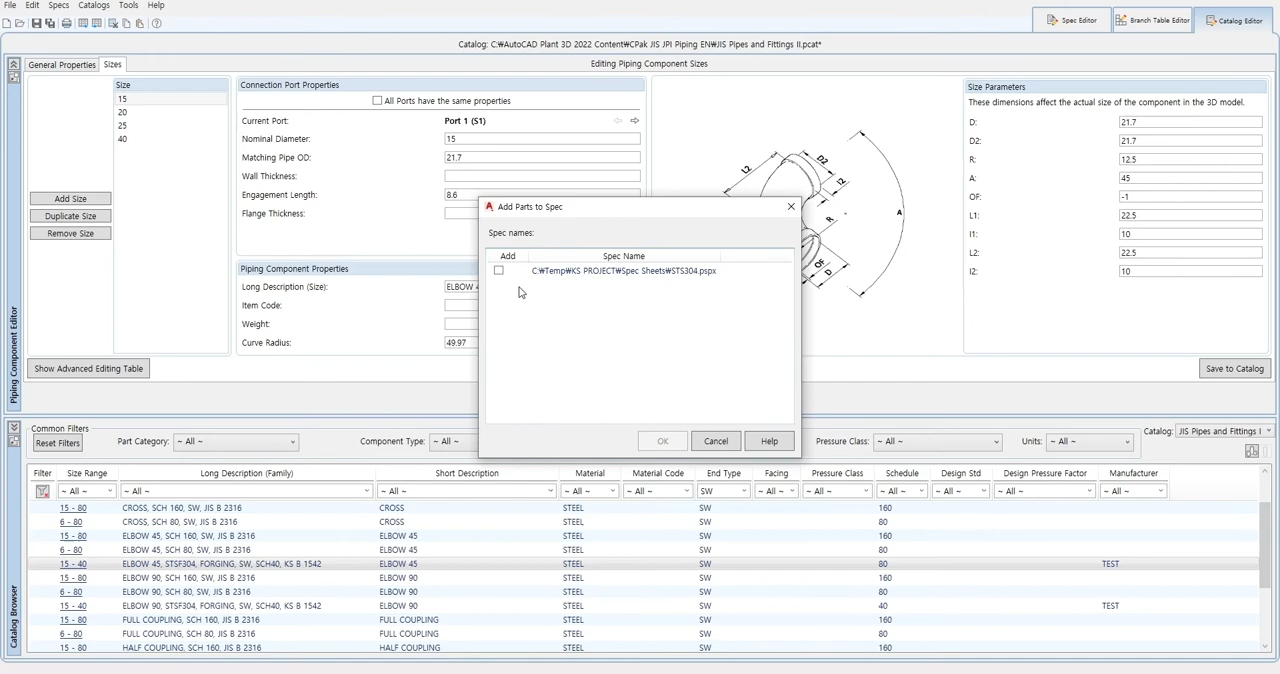 File Edit Specs Catalogs Tools Help
Spec Editor Branch Table Editor Catalog Editor
Catalog: C:₩AutoCAD Plant 3D 2022 Content₩CPak JIS JPI Piping EN₩JIS Pipes and Fittings II.pcat*
General Properties Sizes Editing Piping Component Sizes
Piping Component Editor
Size
15
20
25
40
Add Size
Duplicate Size
Remove Size
Connection Port Properties
All Ports have the same properties
Current Port: Port 1 (S1)
Nominal Diameter: 15
Matching Pipe OD: 21.7
Wall Thickness:
Engagement Length: 8.6
Flange Thickness:
Piping Component Properties
Long Description (Size): ELBOW 4
Item Code:
Weight:
Curve Radius: 49.97
L2 D2 I2 R A OF D
Size Parameters
These dimensions affect the actual size of the component in the 3D model.
D: 21.7
D2: 21.7
R: 12.5
A: 45
OF: -1
L1: 22.5
I1: 10
L2: 22.5
I2: 10
Show Advanced Editing Table
Save to Catalog
A Add Parts to Spec
Spec names:
Add Spec Name
C:₩Temp₩KS PROJECT₩Spec Sheets₩STS304.pspx
OK Cancel Help
Catalog Browser
Common Filters
Reset Filters Part Category: ~ All ~ Component Type: ~ All ~ Pressure Class: ~ All ~ Units: ~ All ~ Catalog: JIS Pipes and Fittings I
Filter Size Range Long Description (Family) Short Description Material Material Code End Type Facing Pressure Class Schedule Design Std Design Pressure Factor Manufacturer
~ All ~ ~ All ~ ~ All ~ ~ All ~ ~ All ~ SW ~ All ~ ~ All ~ ~ All ~ ~ All ~ ~ All ~ ~ All ~
15 - 80 CROSS, SCH 160, SW, JIS B 2316 CROSS STEEL SW 160
6 - 80 CROSS, SCH 80, SW, JIS B 2316 CROSS STEEL SW 80
15 - 80 ELBOW 45, SCH 160, SW, JIS B 2316 ELBOW 45 STEEL SW 160
6 - 80 ELBOW 45, SCH 80, SW, JIS B 2316 ELBOW 45 STEEL SW 80
15 - 40 ELBOW 45, STSF304, FORGING, SW, SCH40, KS B 1542 ELBOW 45 STEEL SW 80 TEST
15 - 80 ELBOW 90, SCH 160, SW, JIS B 2316 ELBOW 90 STEEL SW 160
6 - 80 ELBOW 90, SCH 80, SW, JIS B 2316 ELBOW 90 STEEL SW 80
15 - 40 ELBOW 90, STSF304, FORGING, SW, SCH40, KS B 1542 ELBOW 90 STEEL SW 40 TEST
15 - 80 FULL COUPLING, SCH 160, SW, JIS B 2316 FULL COUPLING STEEL SW 160
6 - 80 FULL COUPLING, SCH 80, SW, JIS B 2316 FULL COUPLING STEEL SW 80
15 - 80 HALF COUPLING, SCH 160, SW, JIS B 2316 HALF COUPLING STEEL SW 160